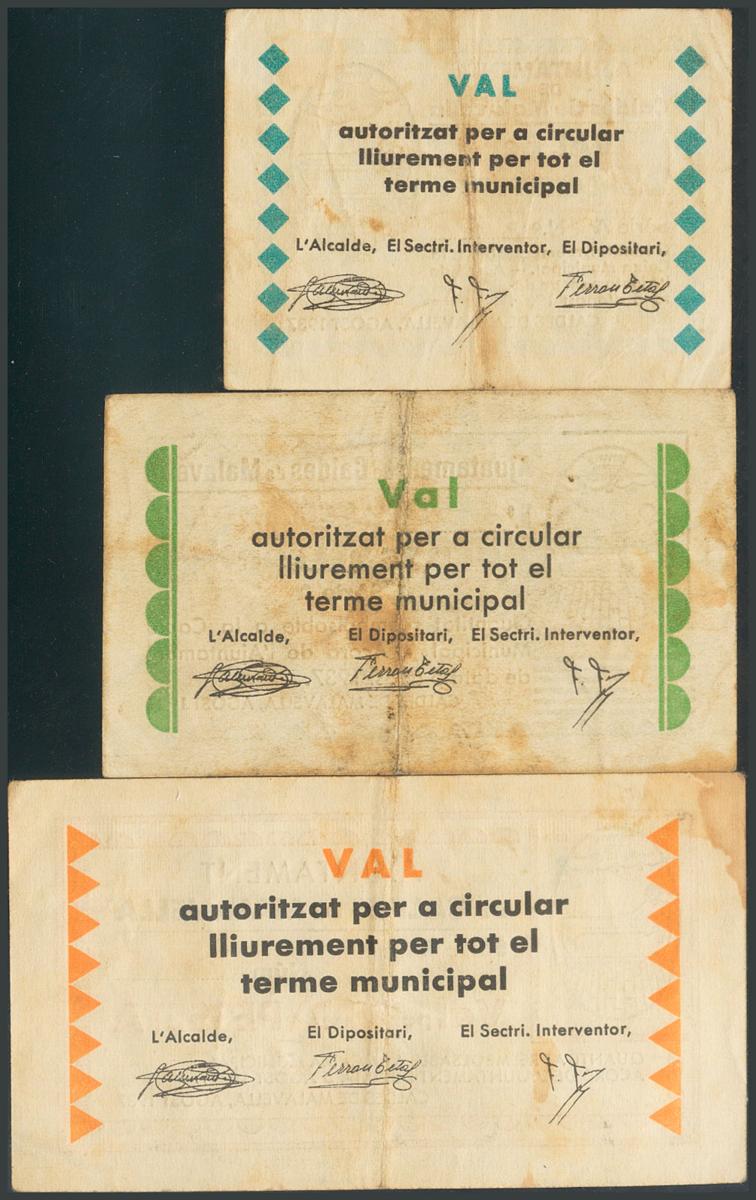 VAL
autoritzat per a circular
lliurement per tot el
terme municipal
L'Alcalde, El Sectri. Interventor, El Dipositari,
Ferran Citaf
Val
autoritzat per a circular
lliurement per tot el
terme municipal
L'Alcalde, El Dipositari, El Sectri. Interventor,
VAL
autoritzat per a circular
lliurement per tot el
terme municipal
L'Alcalde, El Dipositari, El Sectri. Interventor,